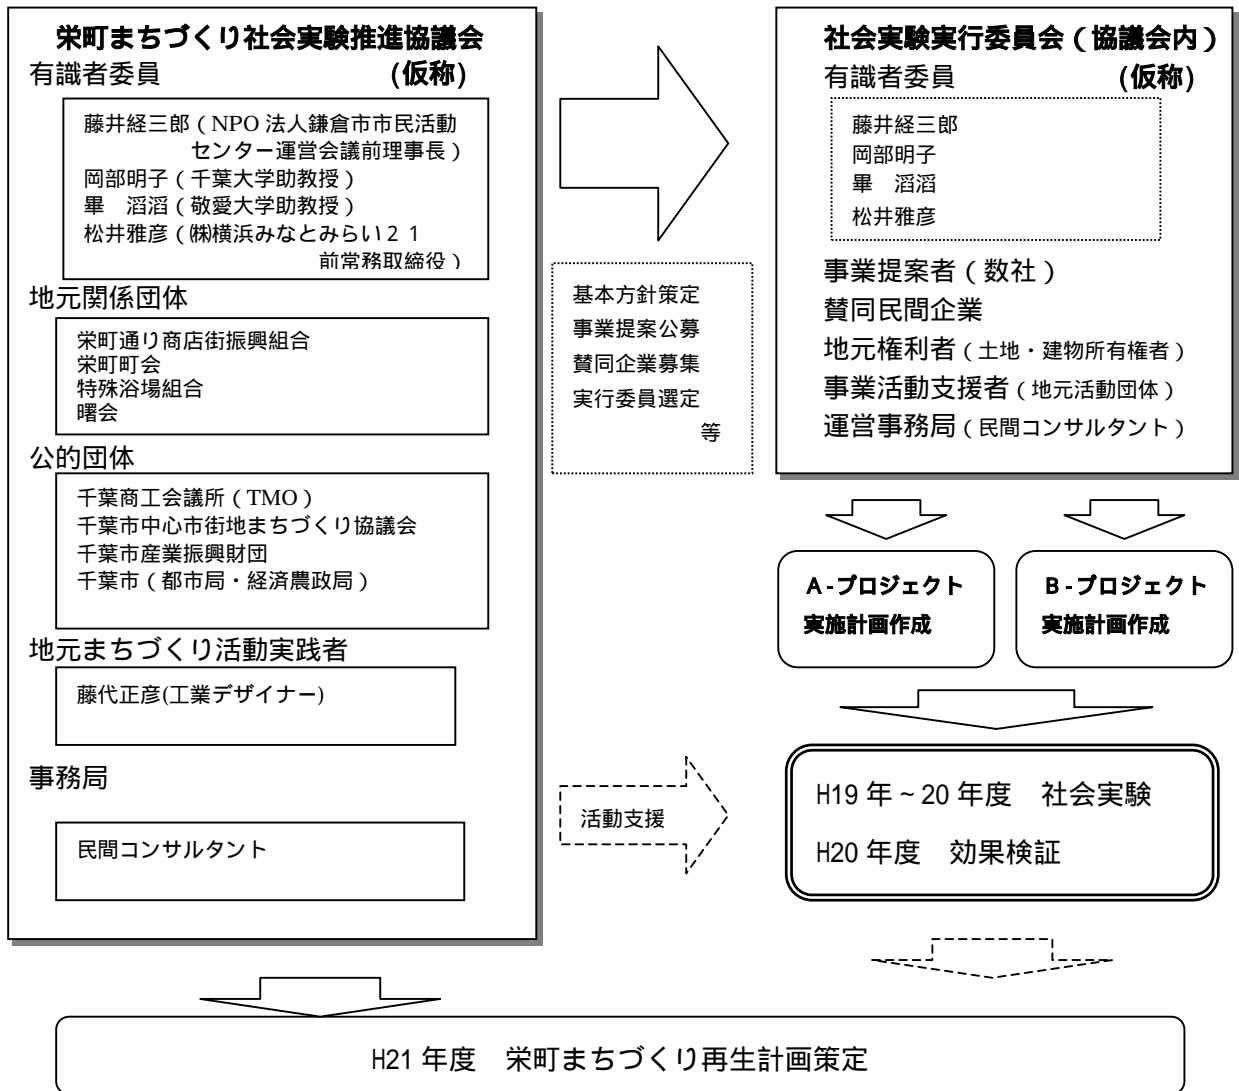 栄町まちづくり社会実験推進協議会
(仮称)
有識者委員
藤井経三郎(NPO 法人鎌倉市市民活動
センター運営会議前理事長)
岡部明子(千葉大学助教授)
畢　滔滔(敬愛大学助教授)
松井雅彦(㈱横浜みなとみらい21
前常務取締役)
地元関係団体
栄町通り商店街振興組合
栄町町会
特殊浴場組合
曙会
公的団体
千葉商工会議所(TMO)
千葉市中心市街地まちづくり協議会
千葉市産業振興財団
千葉市(都市局・経済農政局)
地元まちづくり活動実践者
藤代正彦(工業デザイナー)
事務局
民間コンサルタント
基本方針策定
事業提案公募
賛同企業募集
実行委員選定
等
活動支援
社会実験実行委員会(協議会内)
(仮称)
有識者委員
藤井経三郎
岡部明子
畢　滔滔
松井雅彦
事業提案者(数社)
賛同民間企業
地元権利者(土地・建物所有権者)
事業活動支援者(地元活動団体)
運営事務局(民間コンサルタント)
A-プロジェクト
実施計画作成
B-プロジェクト
実施計画作成
H19 年~20 年度　社会実験
H20 年度　効果検証
H21 年度　栄町まちづくり再生計画策定